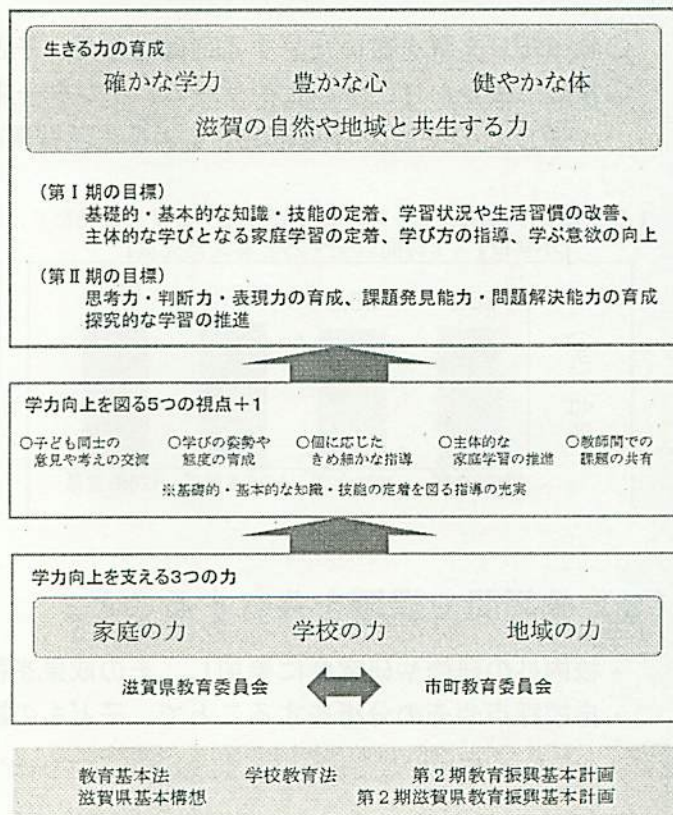 生きる力の育成
確かな学力 豊かな心 健やかな体
滋賀の自然や地域と共生する力
(第Ⅰ期の目標)
基礎的・基本的な知識・技能の定着、学習状況や生活習慣の改善、
主体的な学びとなる家庭学習の定着、学び方の指導、学ぶ意欲の向上
(第Ⅱ期の目標)
思考力・判断力・表現力の育成、課題発見能力・問題解決能力の育成
探究的な学習の推進
学力向上を図る5つの視点+1
○子ども同士の ○学びの姿勢や ○個に応じた ○主体的な ○教師間での
意見や考えの交流 態度の育成 きめ細かな指導 家庭学習の推進 課題の共有
※基礎的・基本的な知識・技能の定着を図る指導の充実
学力向上を支える3つの力
家庭の力 学校の力 地域の力
滋賀県教育委員会 市町教育委員会
教育基本法 学校教育法 第2期教育振興基本計画
滋賀県基本構想 第2期滋賀県教育振興基本計画